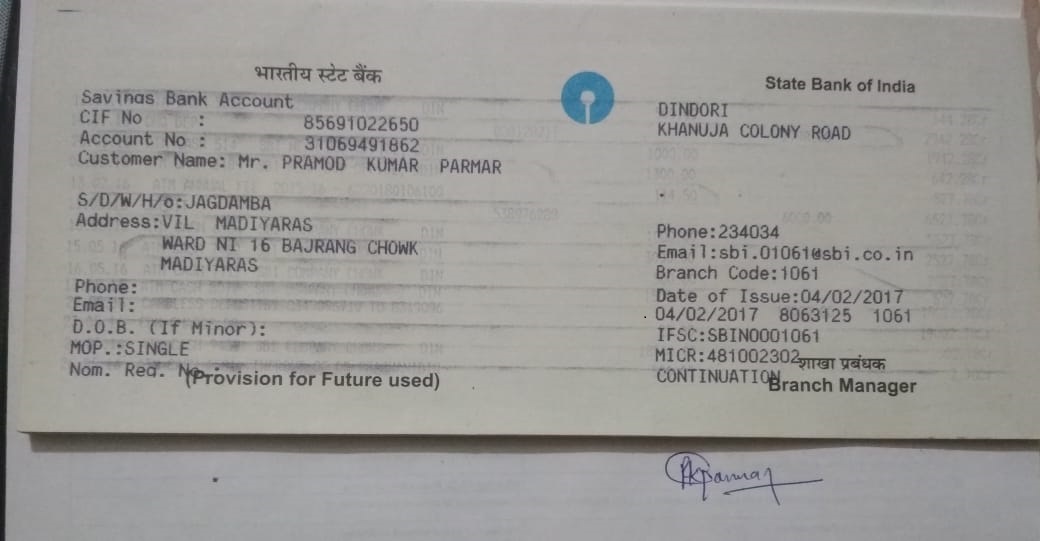 भारतीय स्टेट बैंक
Savings Bank Account
CIF No : 85691022650
Account No : 31069491862
Customer Name: Mr. PRAMOD KUMAR PARMAR
S/D/W/H/o:JAGDAMBA
Address:VIL MADIYARAS
WARD NI 16 BAJRANG CHOWK
MADIYARAS
Phone:
Email:
D.O.B. (If Minor):
MOP.:SINGLE
Nom. Reg. No
(Provision for Future used)
State Bank of India
DINDORI
KHANUJA COLONY ROAD
Phone:234034
Email:sbi.01061@sbi.co.in
Branch Code:1061
Date of Issue:04/02/2017
04/02/2017 8063125 1061
IFSC:SBIN0001061
MICR:481002302
शाखा प्रबंधक
CONTINUATION
Branch Manager
PKParmar